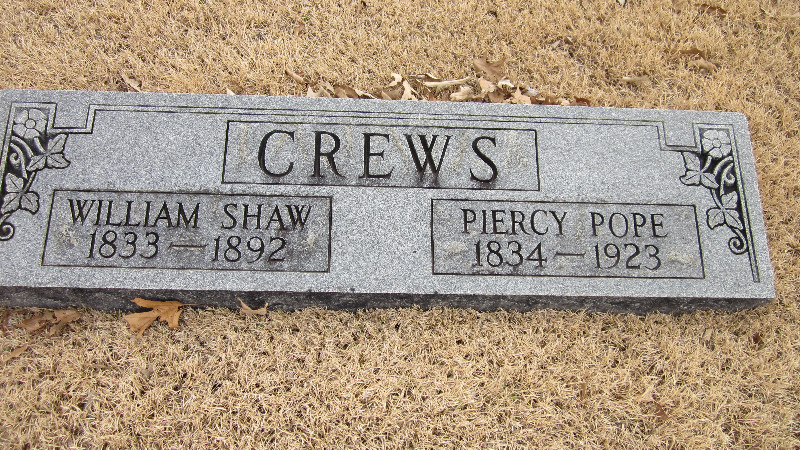 CREWS
WILLIAM SHAW
1833 — 1892
PIERCY POPE
1834 — 1923